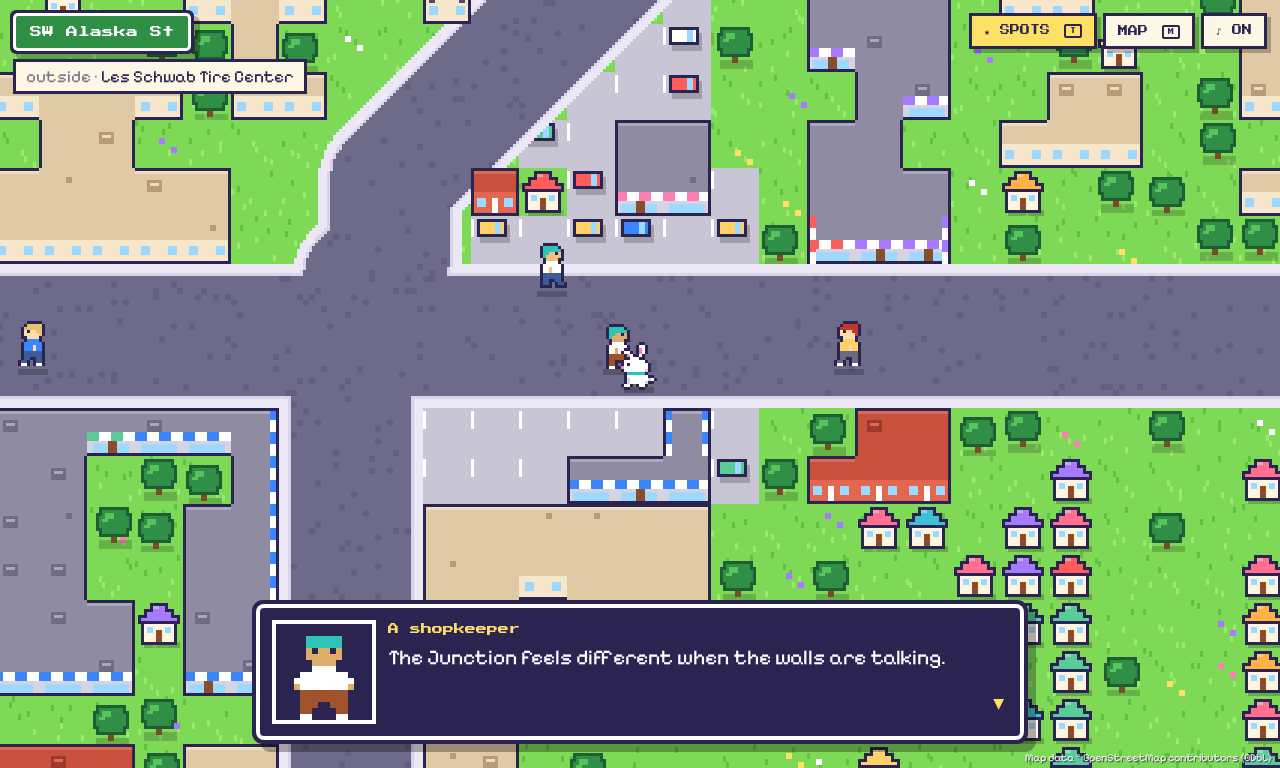 SW Alaska St
outside · Les Schwab Tire Center
★ SPOTS T
MAP M
♪ ON
A shopkeeper
The Junction feels different when the walls are talking.
▼
Map data © OpenStreetMap contributors (ODbL)